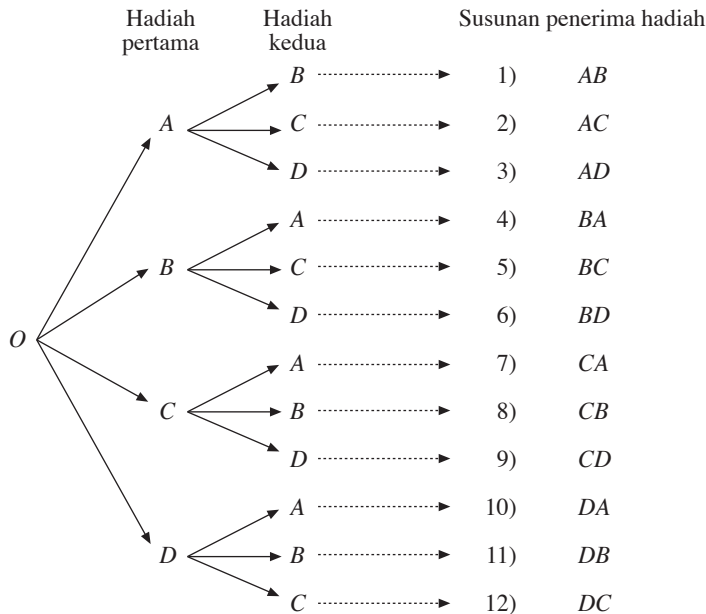 Hadiah pertama
Hadiah kedua
Susunan penerima hadiah
O
A
B 1) AB
C 2) AC
D 3) AD
B
A 4) BA
C 5) BC
D 6) BD
C
A 7) CA
B 8) CB
D 9) CD
D
A 10) DA
B 11) DB
C 12) DC